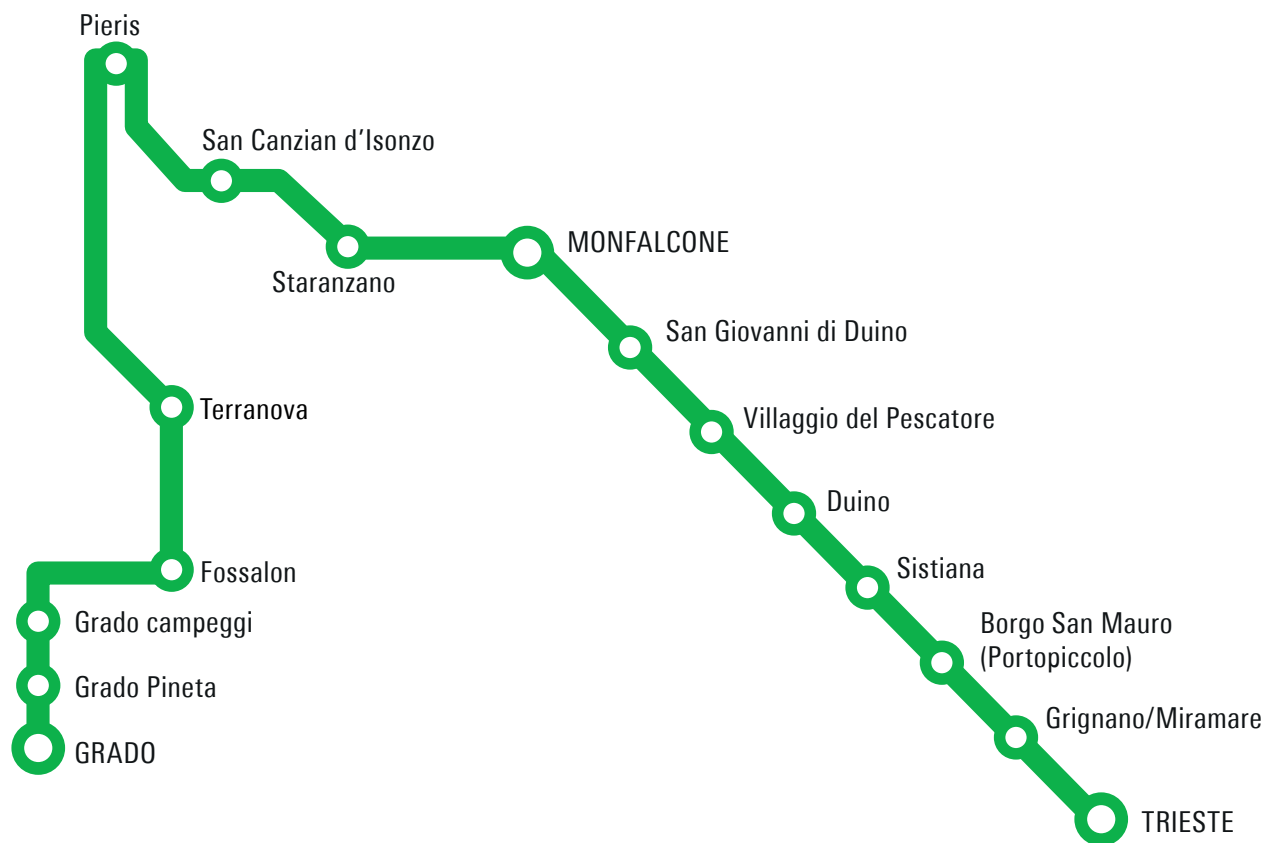 Pieris
San Canzian d'Isonzo
MONFALCONE
Staranzano
San Giovanni di Duino
Terranova
Villaggio del Pescatore
Duino
Fossalon
Sistiana
Grado campeggi
Borgo San Mauro
(Portopiccolo)
Grado Pineta
Grignano/Miramare
GRADO
TRIESTE